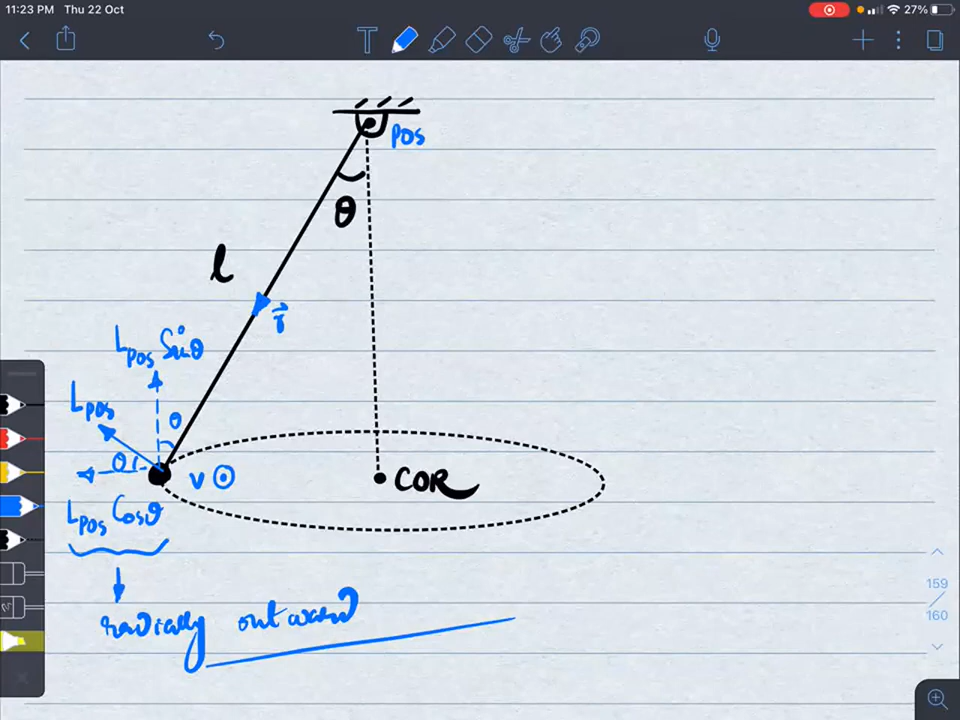 11:23 PM Thu 22 Oct
27%
T
POS
θ
l
r
L_POS Sinθ
L_POS
θ
θ
v
COR
L_POS Cosθ
radially outward
159
160